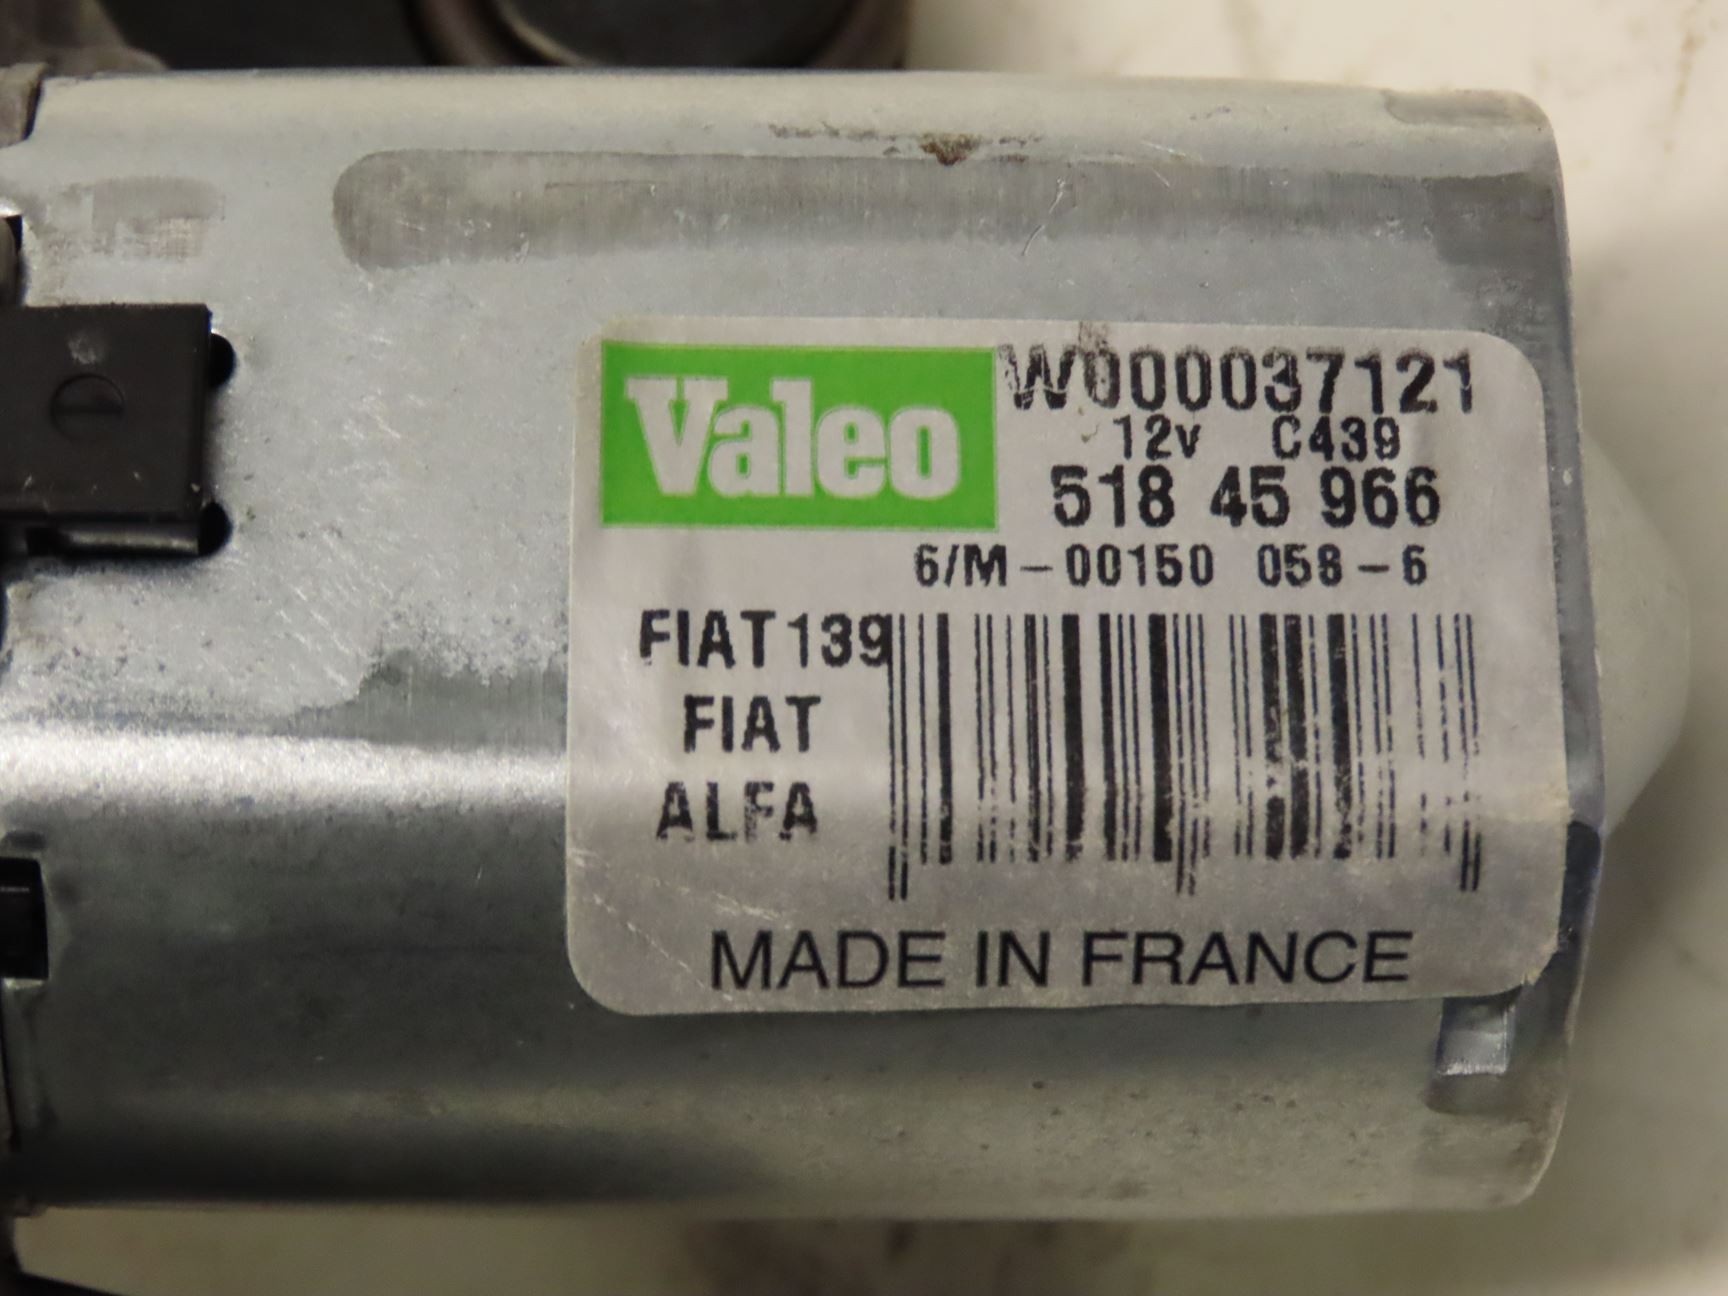 Valeo
W000037121
12v C439
518 45 966
6/M-00150 058-6
FIAT139
FIAT
ALFA
MADE IN FRANCE